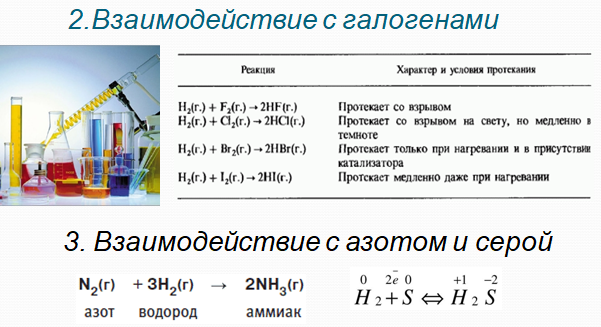 2.Взаимодействие с галогенами
Реакция Характер и условия протекания
H₂(г.) + F₂(г.) → 2HF(г.) Протекает со взрывом
H₂(г.) + Cl₂(г.) → 2HCl(г.) Протекает со взрывом на свету, но медленно в
темноте
H₂(г.) + Br₂(г.) → 2HBr(г.) Протекает только при нагревании и в присутствии
катализатора
H₂(г.) + I₂(г.) → 2HI(г.) Протекает медленно даже при нагревании
3. Взаимодействие с азотом и серой
N₂(г) + 3H₂(г) → 2NH₃(г)
азот водород аммиак
0 2e̅ 0 +1 −2
H₂ + S ⇔ H₂ S